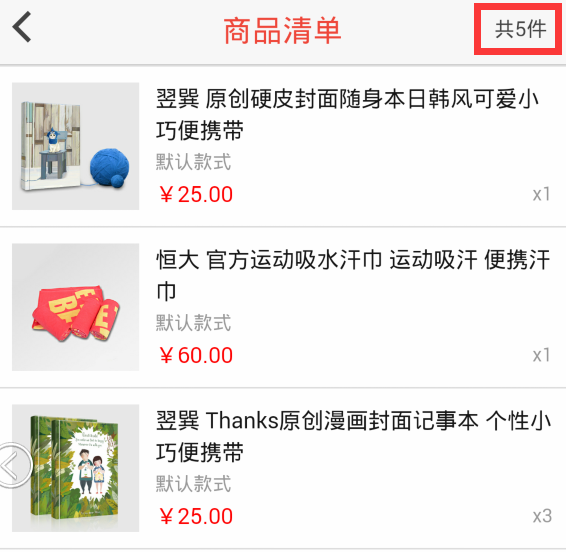 商品清单
共5件
翌巽 原创硬皮封面随身本日韩风可爱小
巧便携带
默认款式
￥25.00
x1
恒大 官方运动吸水汗巾 运动吸汗 便携汗
巾
默认款式
￥60.00
x1
翌巽 Thanks原创漫画封面记事本 个性小
巧便携带
默认款式
￥25.00
x3